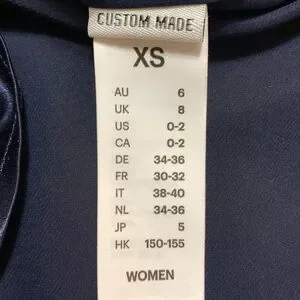 CUSTOM MADE
XS
AU 6
UK 8
US 0-2
CA 0-2
DE 34-36
FR 30-32
IT 38-40
NL 34-36
JP 5
HK 150-155
WOMEN